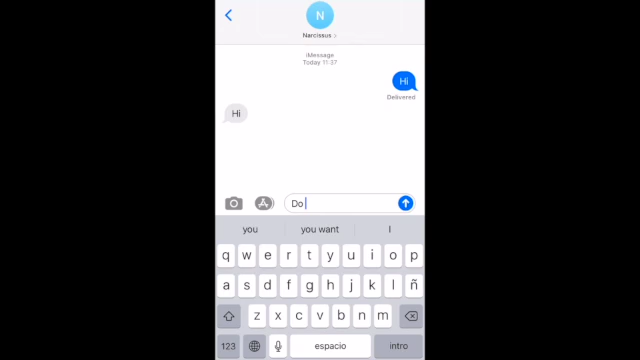 N
Narcissus >
iMessage
Today 11:37
Hi
Delivered
Hi
Do
you you want I
q w e r t y u i o p
a s d f g h j k l ñ
z x c v b n m
123 espacio intro